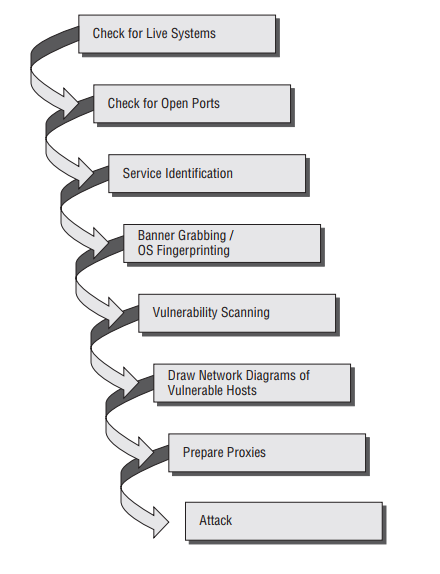 Check for Live Systems
Check for Open Ports
Service Identification
Banner Grabbing /
OS Fingerprinting
Vulnerability Scanning
Draw Network Diagrams of
Vulnerable Hosts
Prepare Proxies
Attack